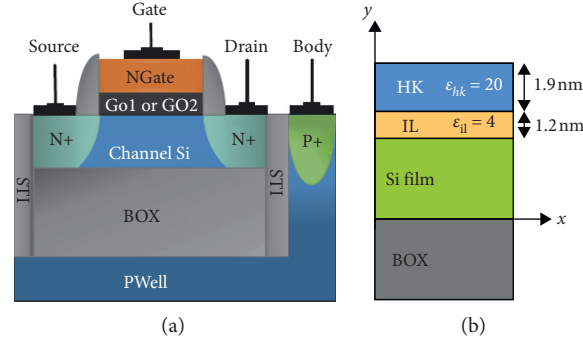 Gate
Source
Drain
Body
NGate
Go1 or GO2
N+
N+
P+
Channel Si
STI
STI
BOX
PWell
(a)
y
HK εhk = 20
1.9 nm
IL εil = 4
1.2 nm
Si film
x
BOX
(b)